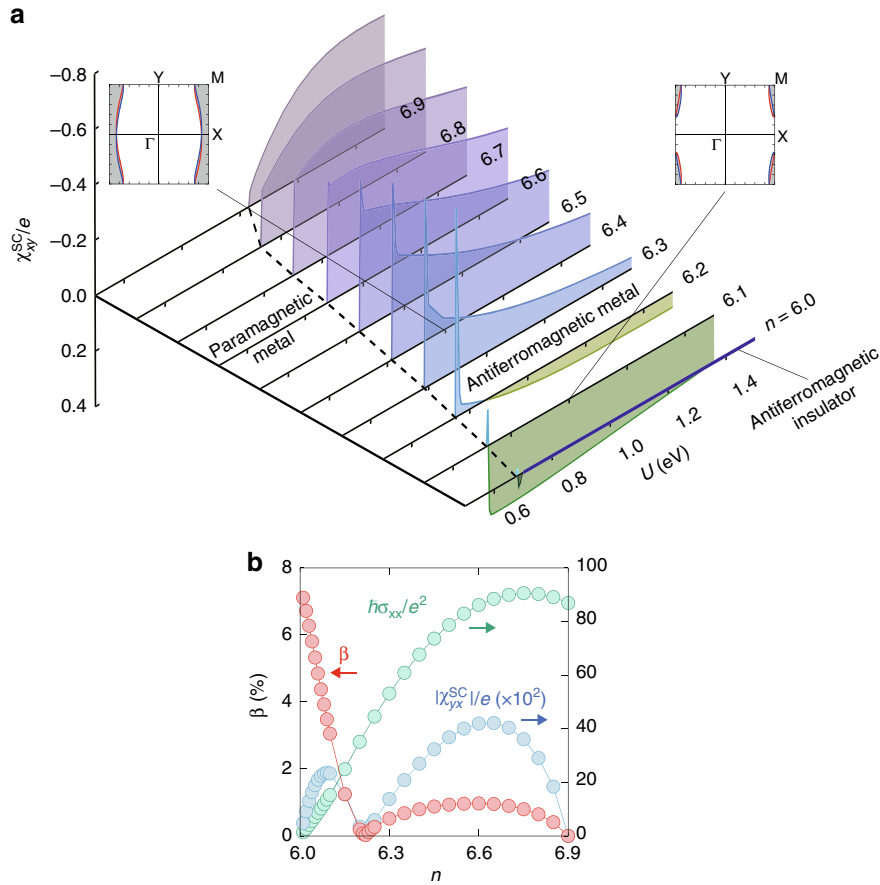 a
−0.8
−0.6
−0.4
−0.2
0.0
0.2
0.4
χxySC/e
Y
M
Γ
X
Y
M
Γ
X
6.9
6.8
6.7
6.6
6.5
6.4
6.3
6.2
6.1
n = 6.0
Paramagnetic
metal
Antiferromagnetic metal
Antiferromagnetic
insulator
0.6
0.8
1.0
1.2
1.4
U (eV)
b
8
6
4
2
0
β (%)
100
80
60
40
20
0
ħσxx/e2
β
|χyxSC|/e (×102)
6.0
6.3
6.6
6.9
n